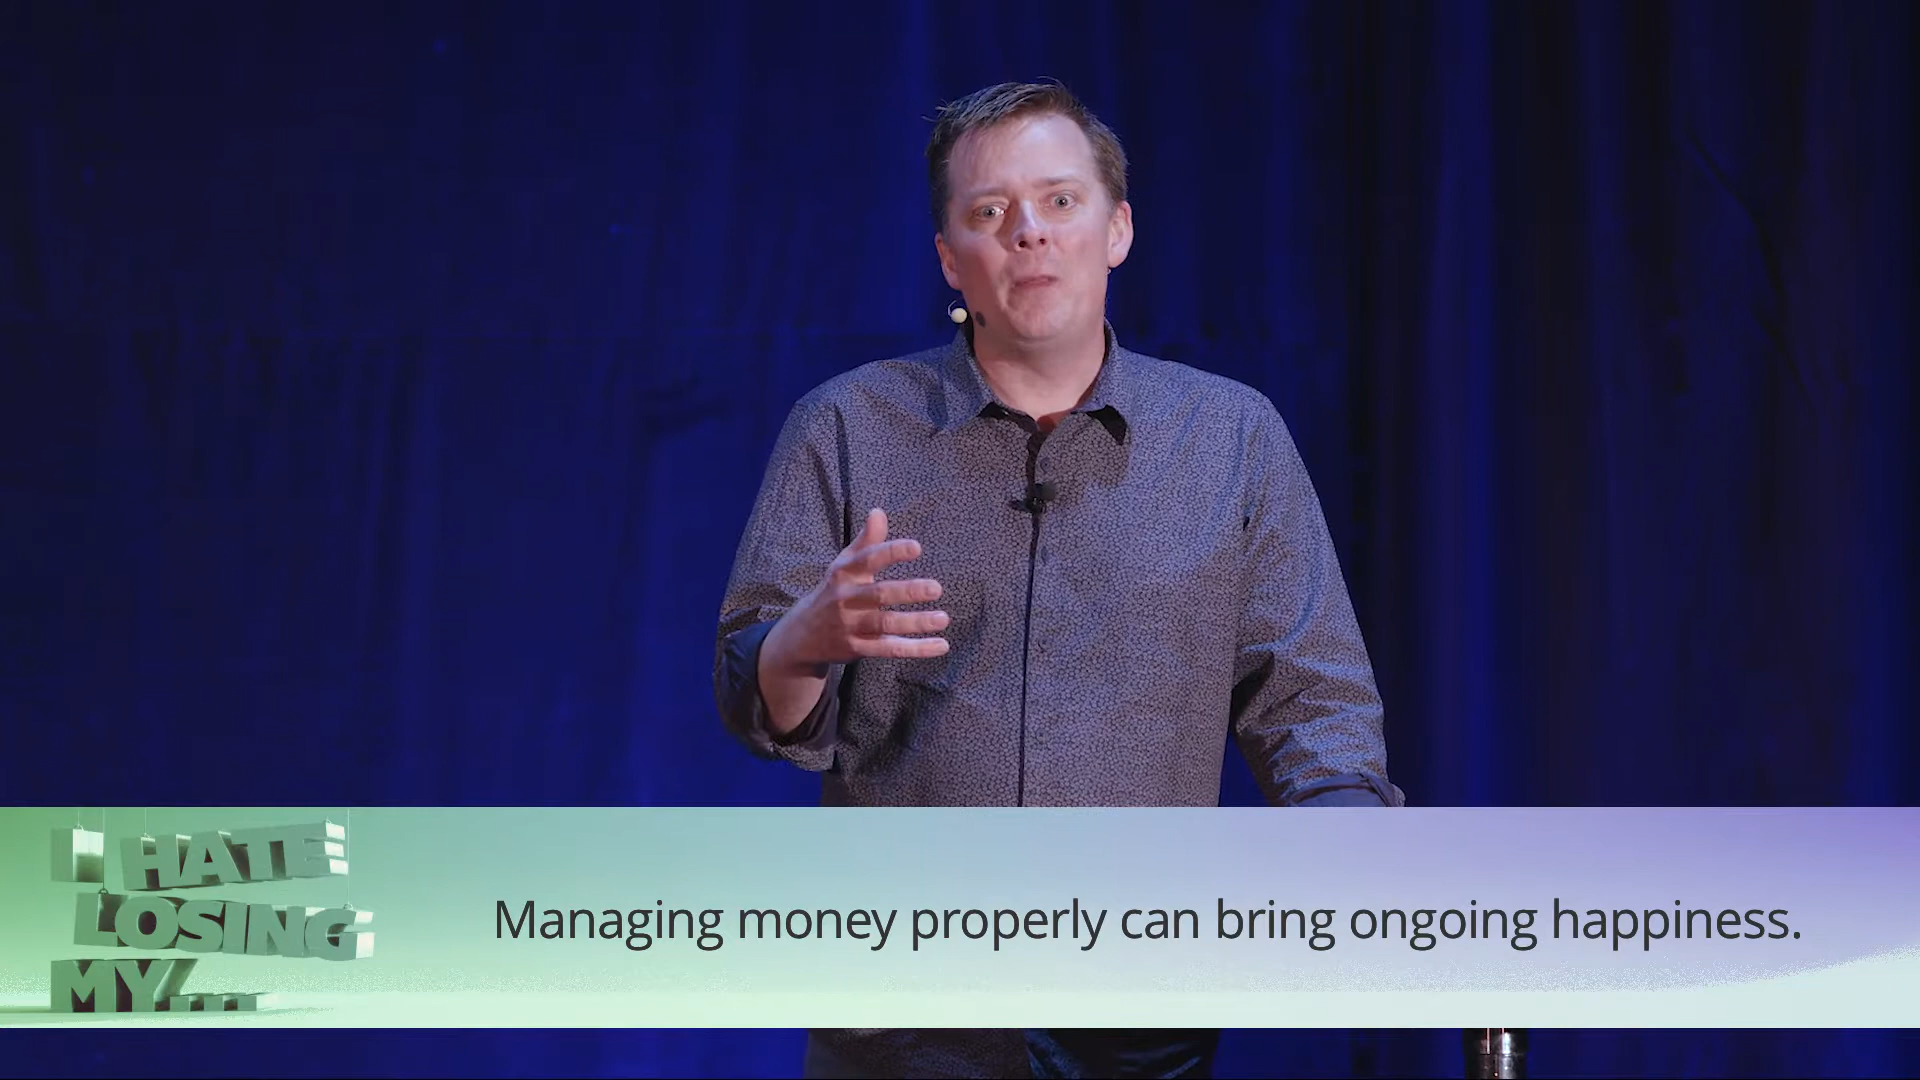 I HATE
LOSING
MY....
Managing money properly can bring ongoing happiness.